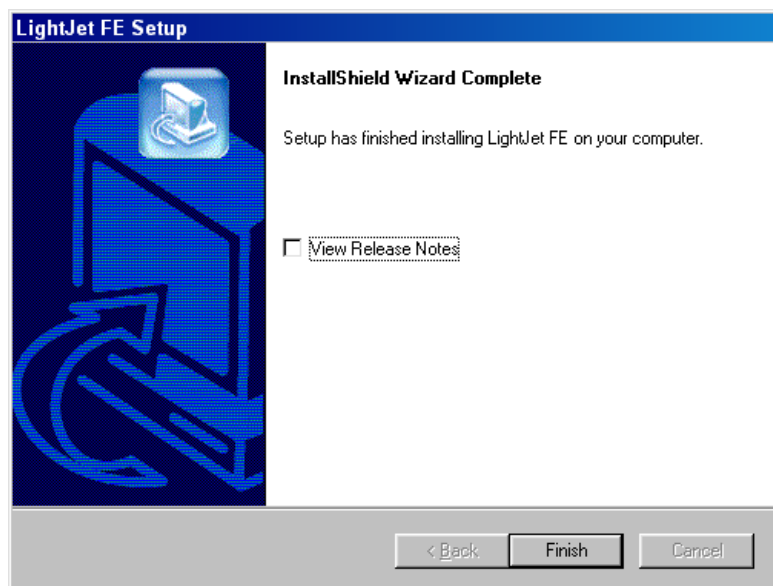 LightJet FE Setup
InstallShield Wizard Complete
Setup has finished installing LightJet FE on your computer.
View Release Notes
< Back Finish Cancel